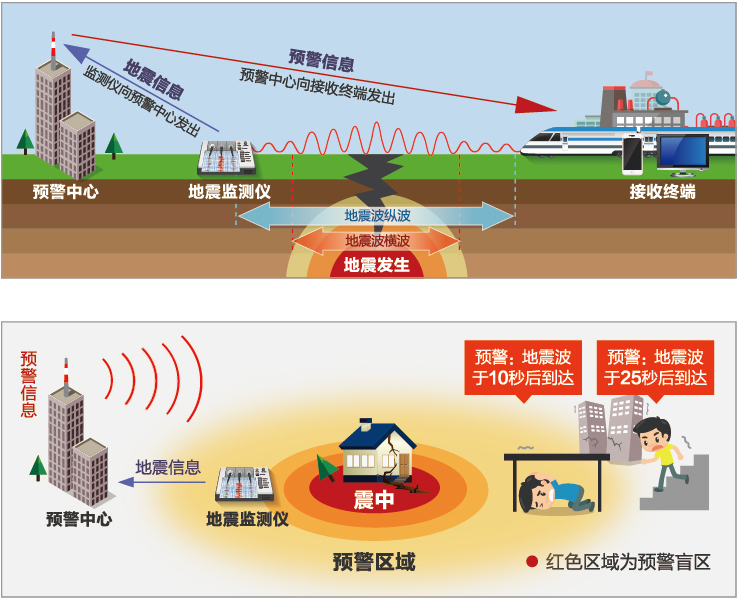 预警信息
预警中心向接收终端发出
地震信息
监测仪向预警中心发出
预警中心
地震监测仪
接收终端
地震波纵波
地震波横波
地震发生
预警信息
预警：地震波
于10秒后到达
预警：地震波
于25秒后到达
地震信息
预警中心
地震监测仪
震中
预警区域
红色区域为预警盲区